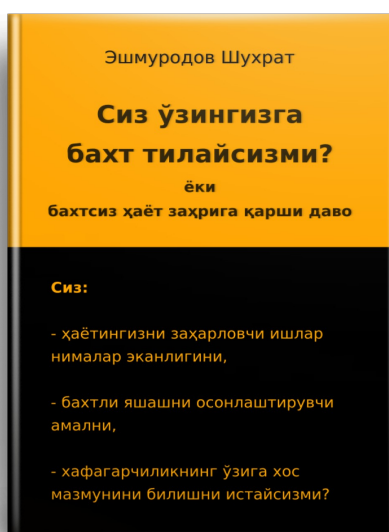 Эшмуродов Шухрат
Сиз ўзингизга
бахт тилайсизми?
ёки
бахтсиз ҳаёт заҳрига қарши даво
Сиз:
- ҳаётингизни заҳарловчи ишлар
нималар эканлигини,
- бахтли яшашни осонлаштирувчи
амални,
- хафагарчиликнинг ўзига хос
мазмунини билишни истайсизми?